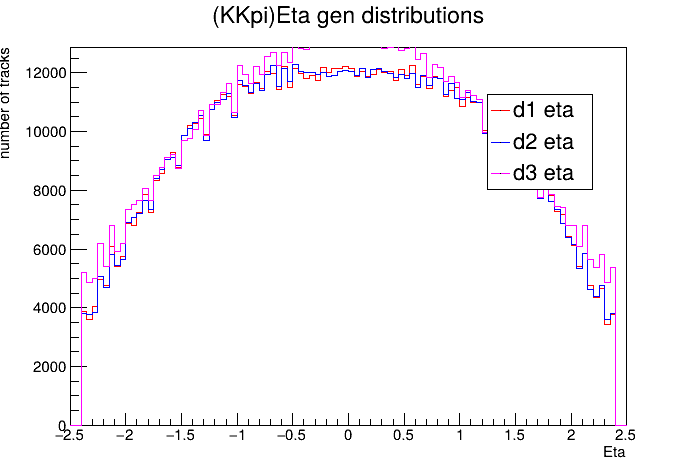 (KKpi)Eta gen distributions
number of tracks
12000
10000
8000
6000
4000
2000
0
d1 eta
d2 eta
d3 eta
−2.5 −2 −1.5 −1 −0.5 0 0.5 1 1.5 2 2.5
Eta